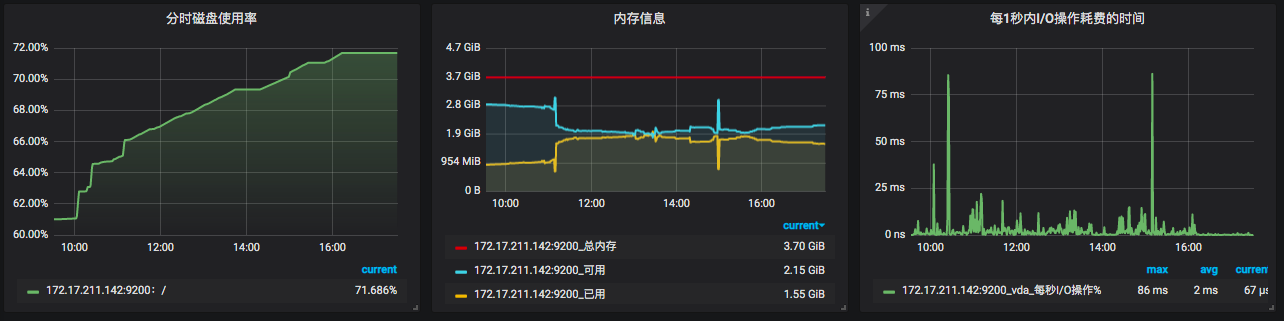 分时磁盘使用率
72.00%
70.00%
68.00%
66.00%
64.00%
62.00%
60.00%
10:00 12:00 14:00 16:00
current
172.17.211.142:9200：/ 71.686%
内存信息
4.7 GiB
3.7 GiB
2.8 GiB
1.9 GiB
954 MiB
0 B
10:00 12:00 14:00 16:00
current
172.17.211.142:9200_总内存 3.70 GiB
172.17.211.142:9200_可用 2.15 GiB
172.17.211.142:9200_已用 1.55 GiB
i
每1秒内I/O操作耗费的时间
100 ms
75 ms
50 ms
25 ms
0 ns
10:00 12:00 14:00 16:00
max avg current
172.17.211.142:9200_vda_每秒I/O操作% 86 ms 2 ms 67 µs